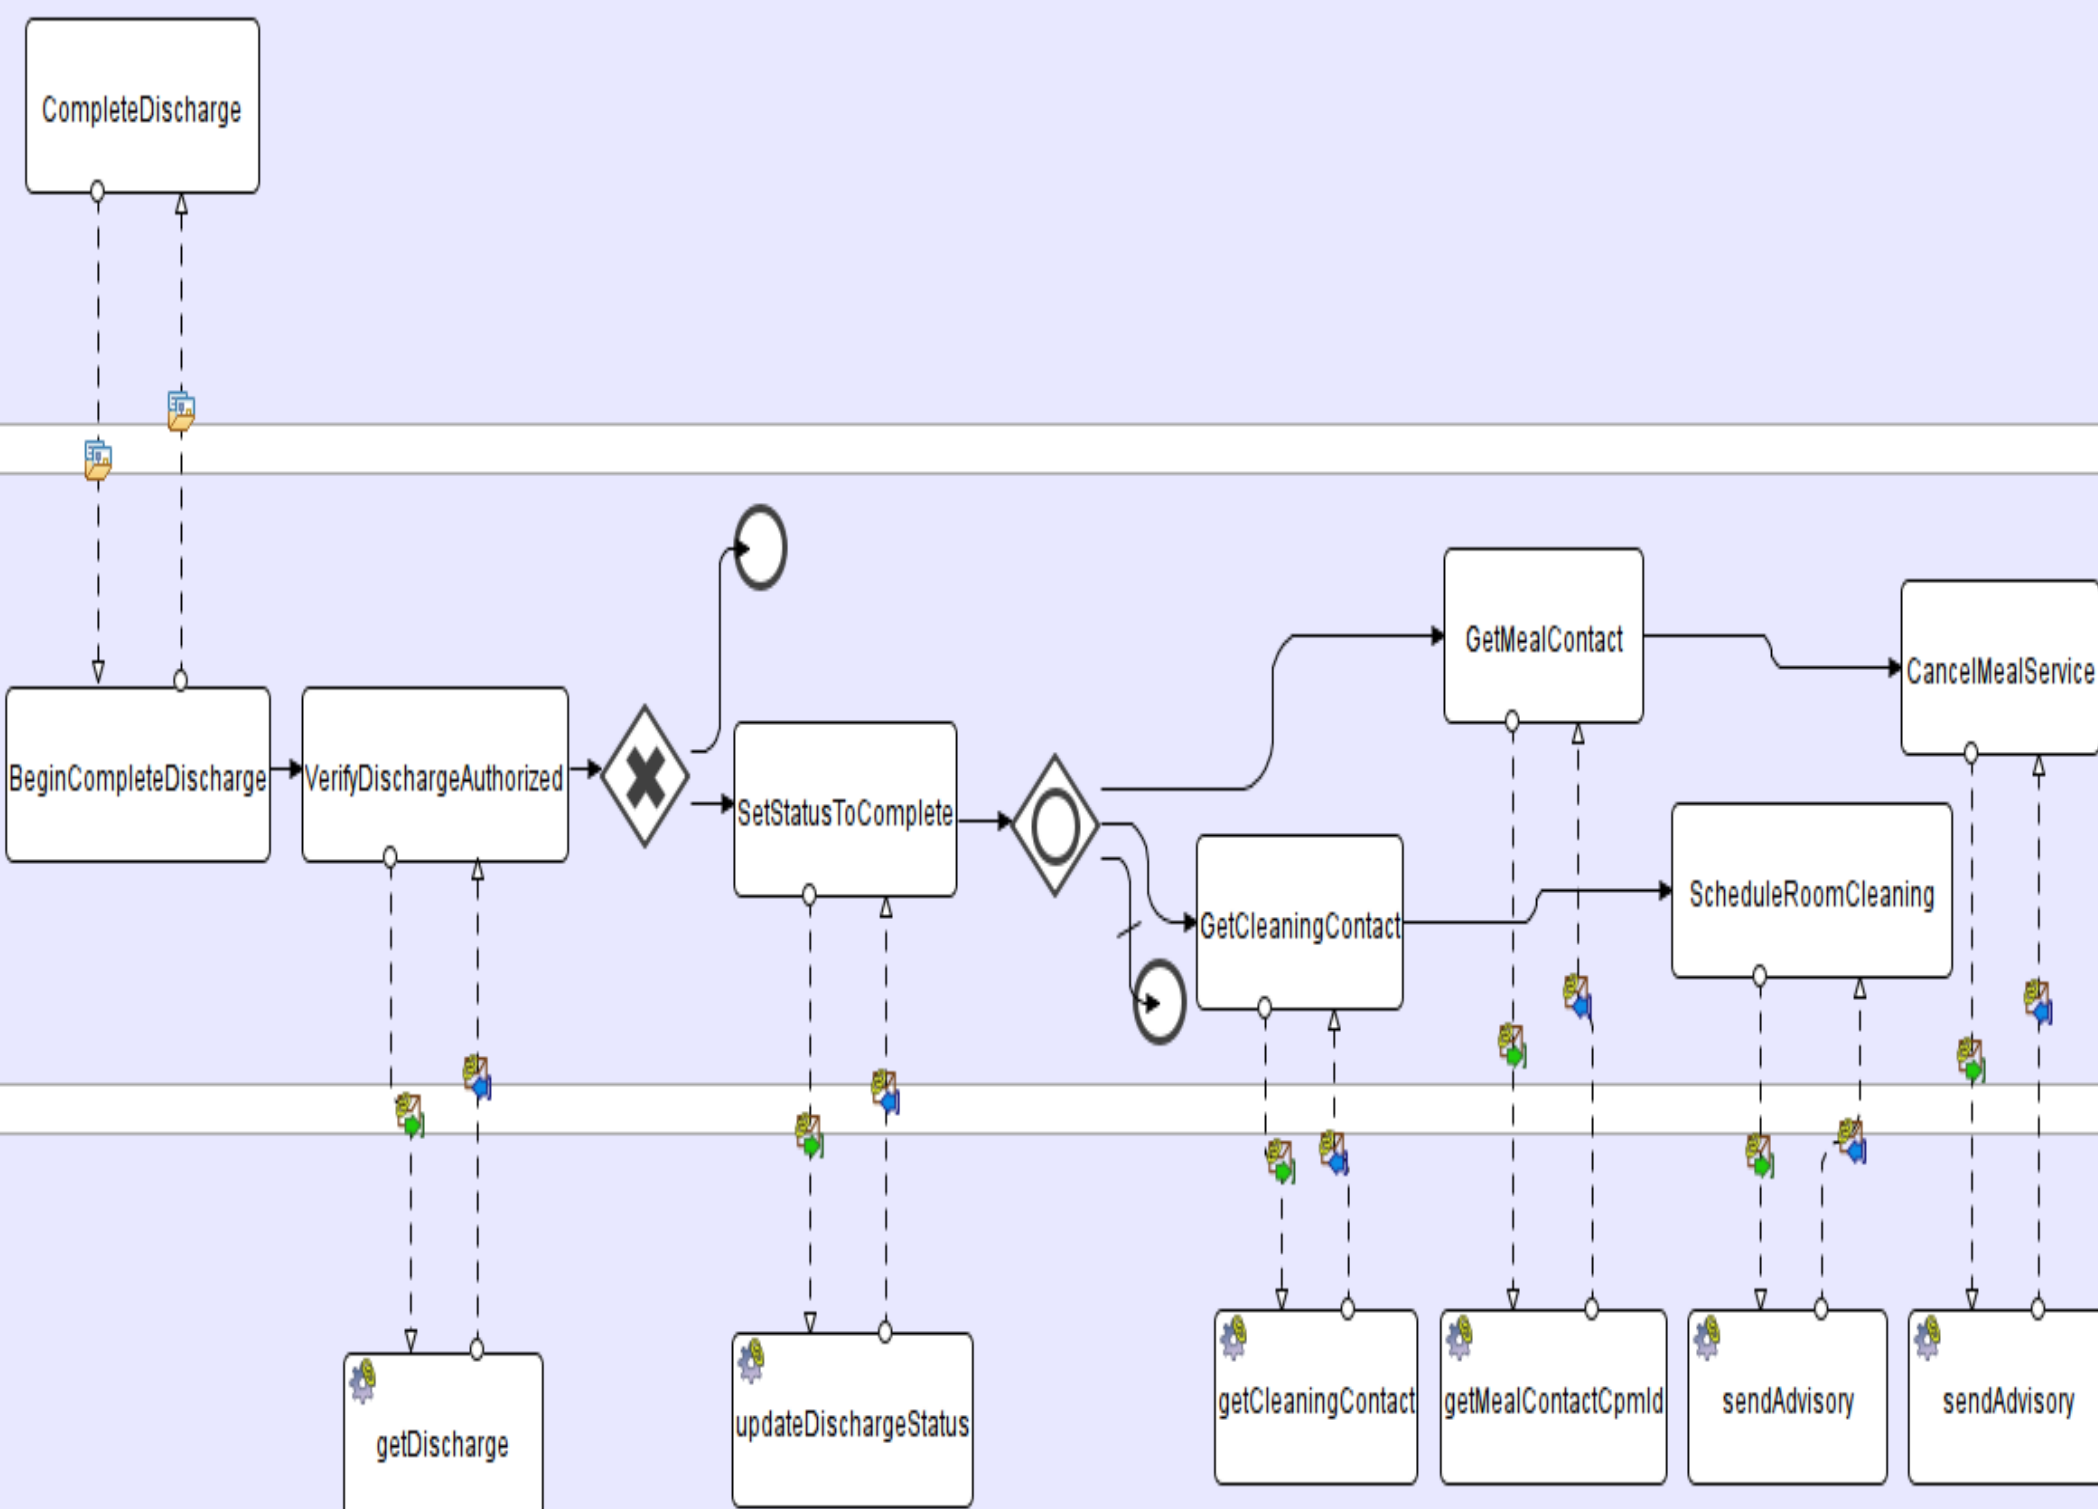 CompleteDischarge
BeginCompleteDischarge
VerifyDischargeAuthorized
SetStatusToComplete
GetMealContact
CancelMealService
GetCleaningContact
ScheduleRoomCleaning
getDischarge
updateDischargeStatus
getCleaningContact
getMealContactCpmId
sendAdvisory
sendAdvisory